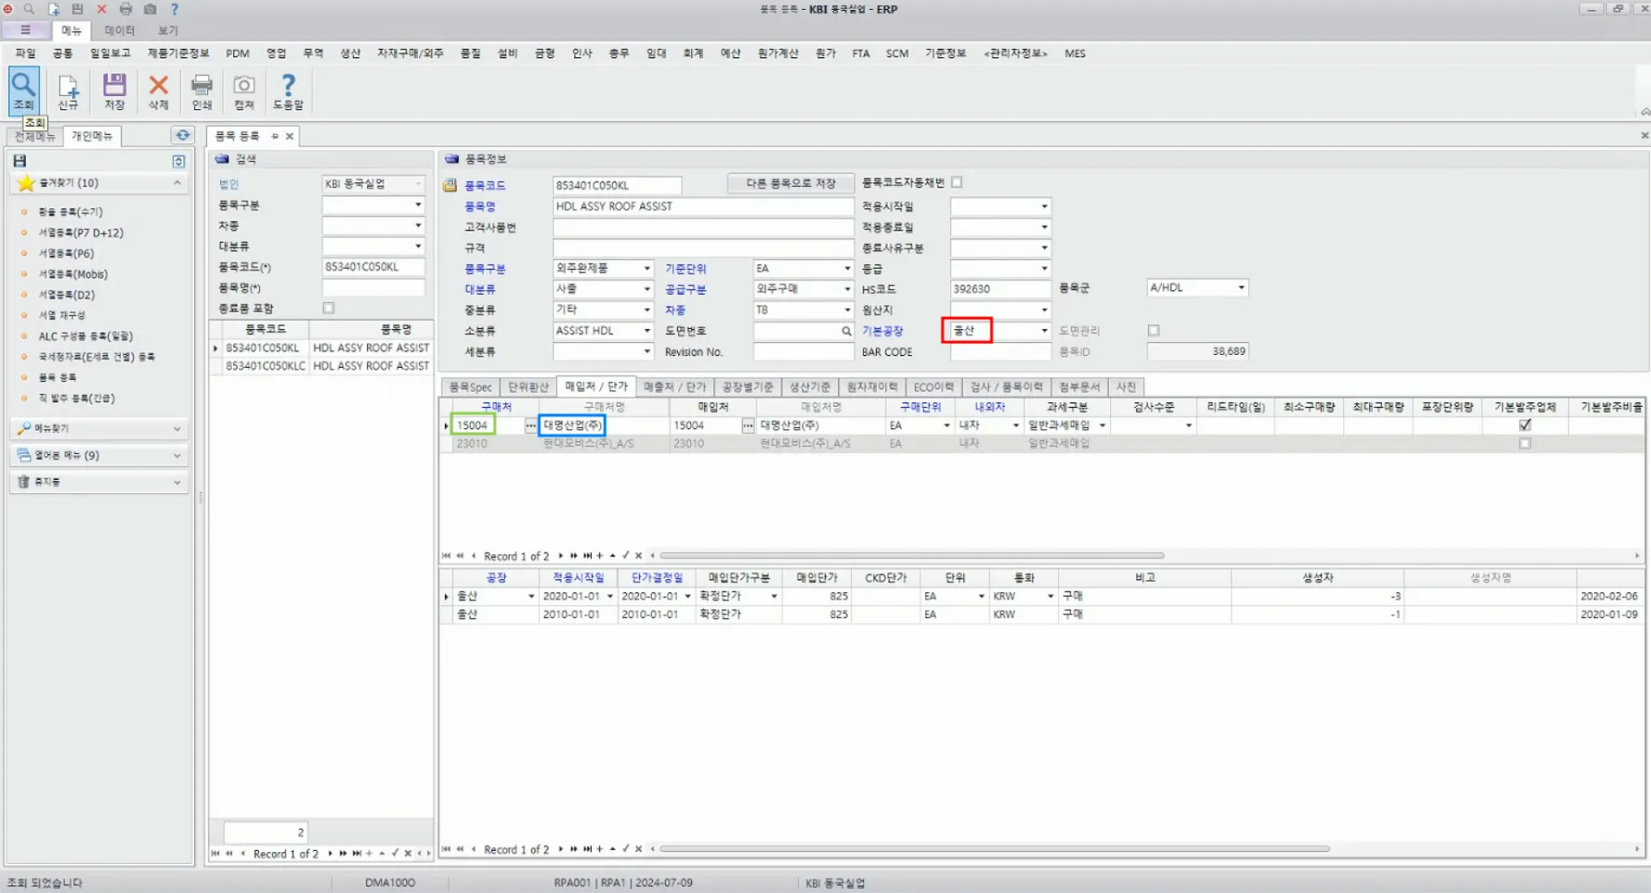 품목 등록 - KBI 동국실업 - ERP
메뉴 데이터 보기
파일 공통 일일보고 제품기준정보 PDM 영업 무역 생산 자재구매/외주 품질 설비 금형 인사 총무 임대 회계 예산 원가계산 원가 FTA SCM 기준정보 <관리자정보> MES
조회 신규 저장 삭제 인쇄 캡쳐 도움말
조회
전체메뉴 개인메뉴
품목 등록
즐겨찾기 (10)
환율 등록(수기)
서열등록(P7 D+12)
서열등록(P6)
서열등록(Mobis)
서열등록(D2)
서열 재구성
ALC 구성품 등록(일괄)
국세청자료(E세로 건별) 등록
품목 등록
직 발주 등록(긴급)
메뉴찾기
열어본 메뉴 (9)
휴지통
검색
법인 KBI 동국실업
품목구분
차종
대분류
품목코드(*) 853401C050KL
품목명(*)
종료품 포함
품목코드 품목명
853401C050KL HDL ASSY ROOF ASSIST
853401C050KLC HDL ASSY ROOF ASSIST
2
Record 1 of 2
품목정보
품목코드 853401C050KL 다른 품목으로 저장 품목코드자동채번
품목명 HDL ASSY ROOF ASSIST 적용시작일
고객사품번 적용종료일
규격 종료사유구분
품목구분 외주완제품 기준단위 EA 등급
대분류 사출 공급구분 외주구매 HS코드 392630 품목군 A/HDL
중분류 기타 차종 TB 원산지
소분류 ASSIST HDL 도면번호 기본공장 울산 도면관리
세분류 Revision No. BAR CODE 품목ID 38,689
품목Spec 단위환산 매입처 / 단가 매출처 / 단가 공장별기준 생산기준 원자재이력 ECO이력 검사 / 품목이력 첨부문서 사진
구매처 구매처명 매입처 매입처명 구매단위 내외자 과세구분 검사수준 리드타임(일) 최소구매량 최대구매량 포장단위량 기본발주업체 기본발주비율
15004 대명산업(주) 15004 대명산업(주) EA 내자 일반과세매입
23010 현대모비스(주)_A/S 23010 현대모비스(주)_A/S EA 내자 일반과세매입
Record 1 of 2
공장 적용시작일 단가결정일 매입단가구분 매입단가 CKD단가 단위 통화 비고 생성자 생성자명
울산 2020-01-01 2020-01-01 확정단가 825 EA KRW 구매 -3 2020-02-06
울산 2010-01-01 2010-01-01 확정단가 825 EA KRW 구매 -1 2020-01-09
Record 1 of 2
조회 되었습니다 DMA1000 RPA001 | RPA1 | 2024-07-09 KBI 동국실업